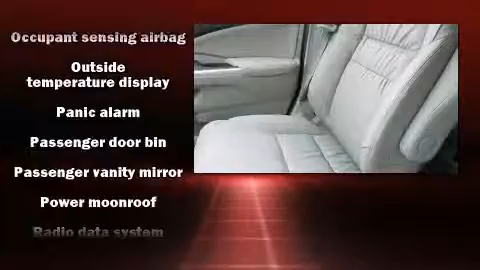 Occupant sensing airbag
Outside
temperature display
Panic alarm
Passenger door bin
Passenger vanity mirror
Power moonroof
Radio data system